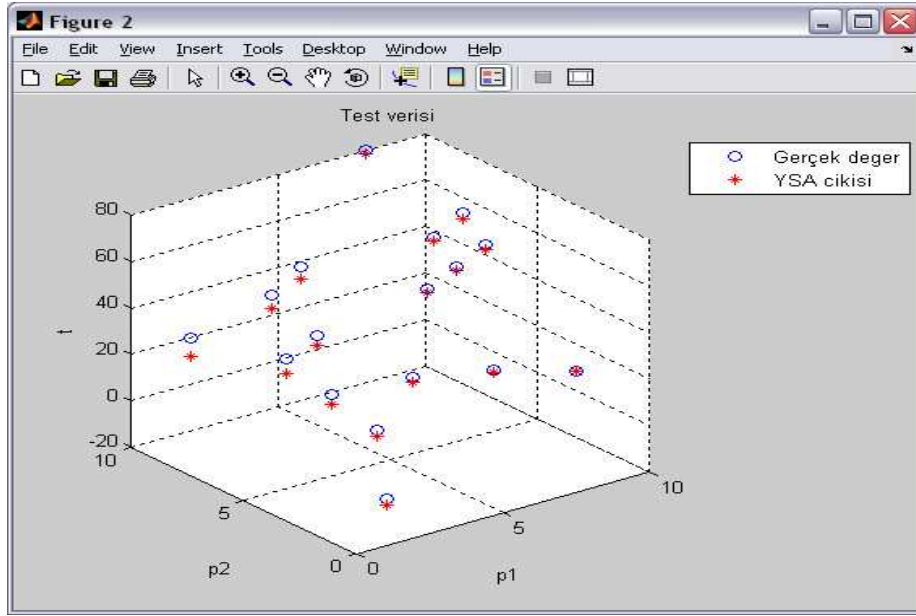 Figure 2
File Edit View Insert Tools Desktop Window Help
Test verisi
Gerçek deger
YSA cikisi
80
60
40
20
0
-20
t
10
5
0
p2
0
5
10
p1